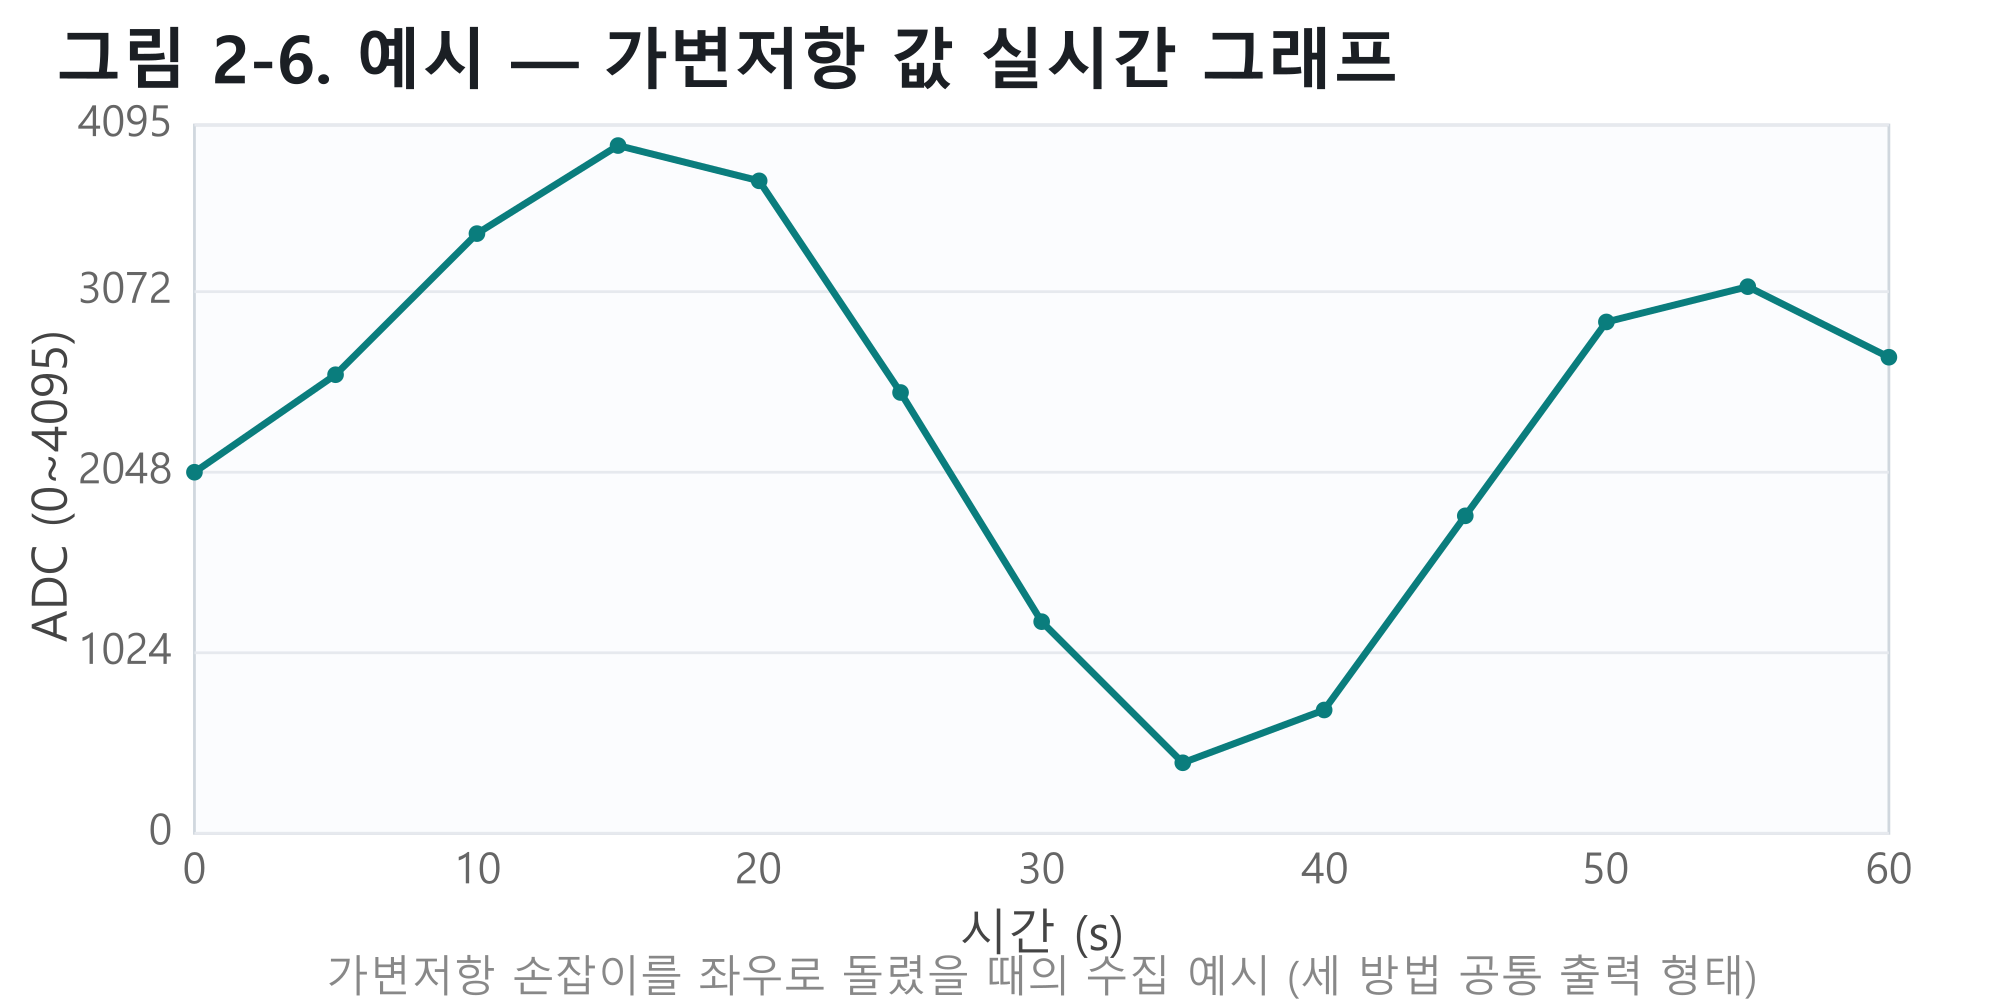 그림 2-6. 예시 — 가변저항 값 실시간 그래프
4095
3072
2048
1024
0
ADC (0~4095)
0 10 20 30 40 50 60
시간 (s)
가변저항 손잡이를 좌우로 돌렸을 때의 수집 예시 (세 방법 공통 출력 형태)